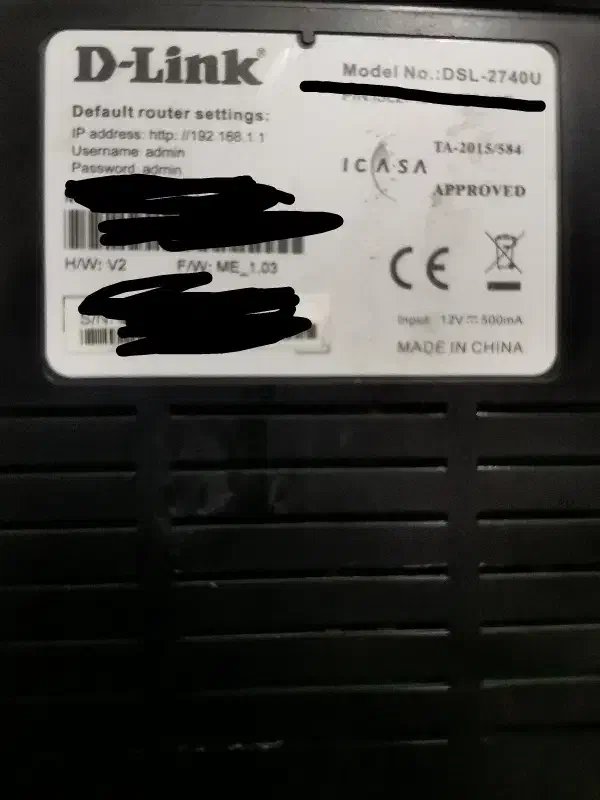 D-Link®
Default router settings:
IP address: http: //192.168.1.1
Username: admin
Password: admin
H/W: V2 F/W: ME_1.03
S/N:
Model No.:DSL-2740U
ICASA
TA-2015/584
APPROVED
CE
Input: 12V⎓500mA
MADE IN CHINA